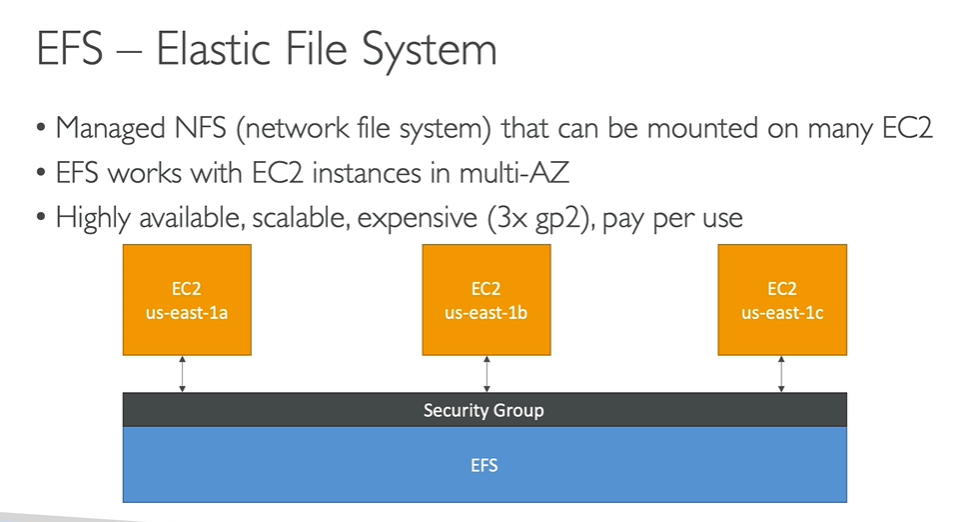 EFS – Elastic File System
• Managed NFS (network file system) that can be mounted on many EC2
• EFS works with EC2 instances in multi-AZ
• Highly available, scalable, expensive (3x gp2), pay per use
EC2
us-east-1a
EC2
us-east-1b
EC2
us-east-1c
Security Group
EFS